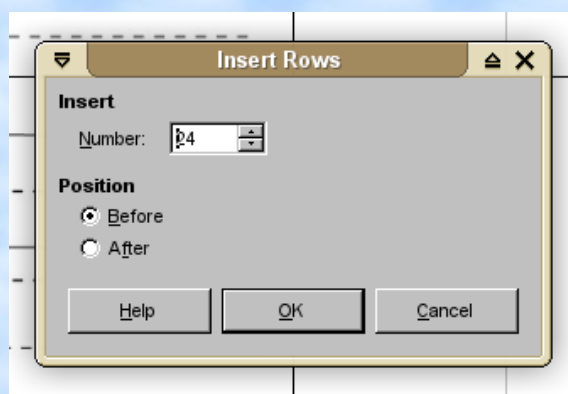 Insert Rows
Insert
Number: 24
Position
Before
After
Help OK Cancel